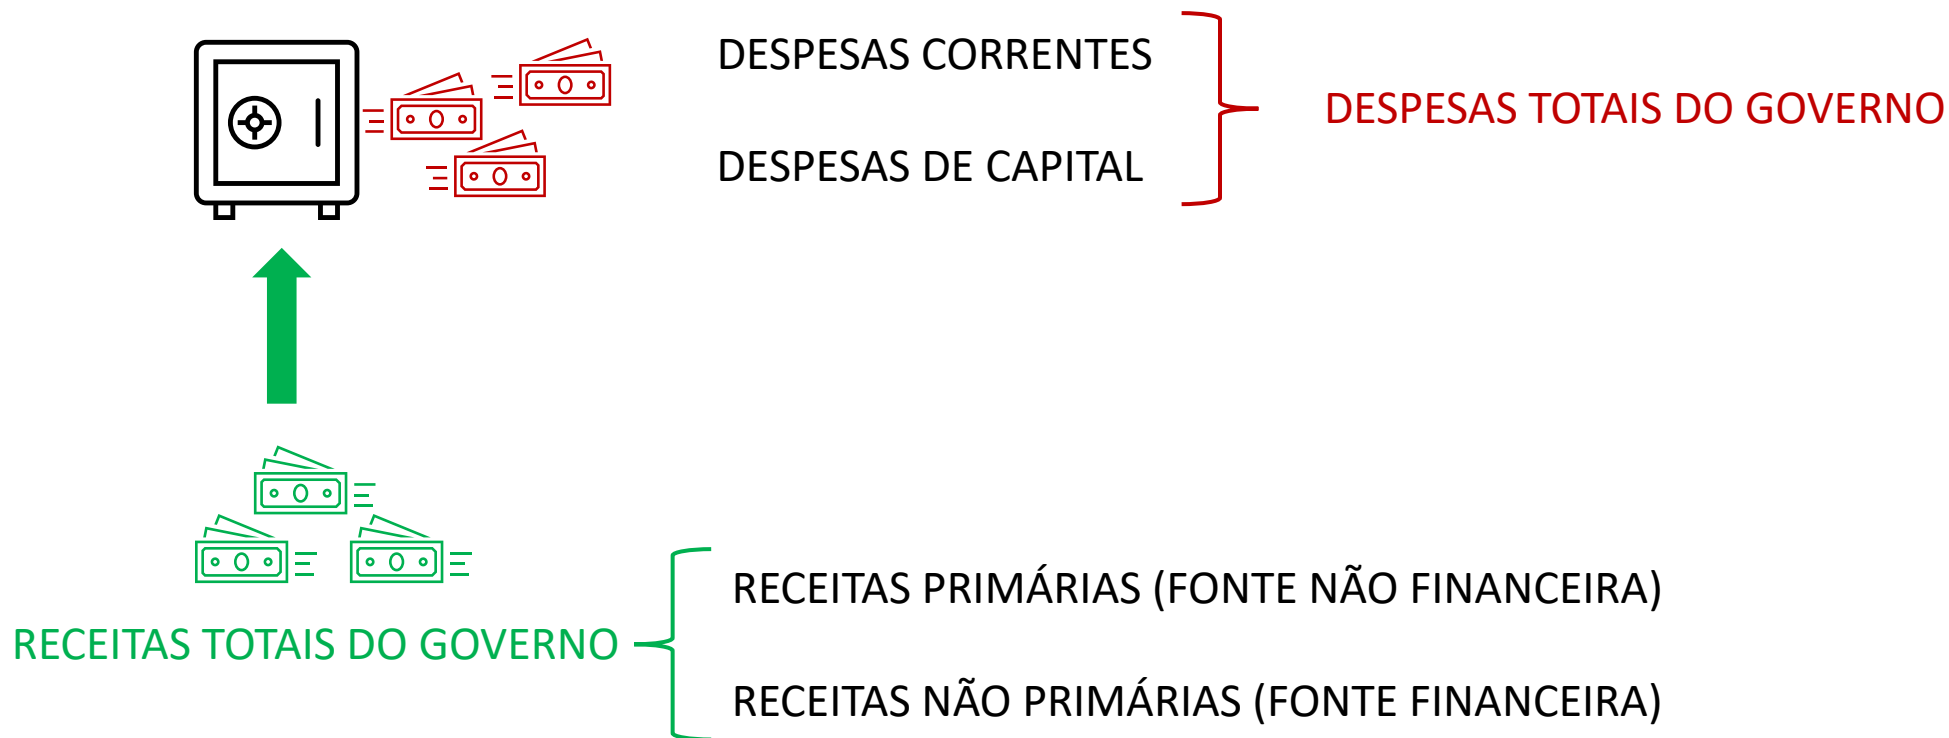 DESPESAS CORRENTES
DESPESAS TOTAIS DO GOVERNO
DESPESAS DE CAPITAL
RECEITAS PRIMÁRIAS (FONTE NÃO FINANCEIRA)
RECEITAS TOTAIS DO GOVERNO
RECEITAS NÃO PRIMÁRIAS (FONTE FINANCEIRA)